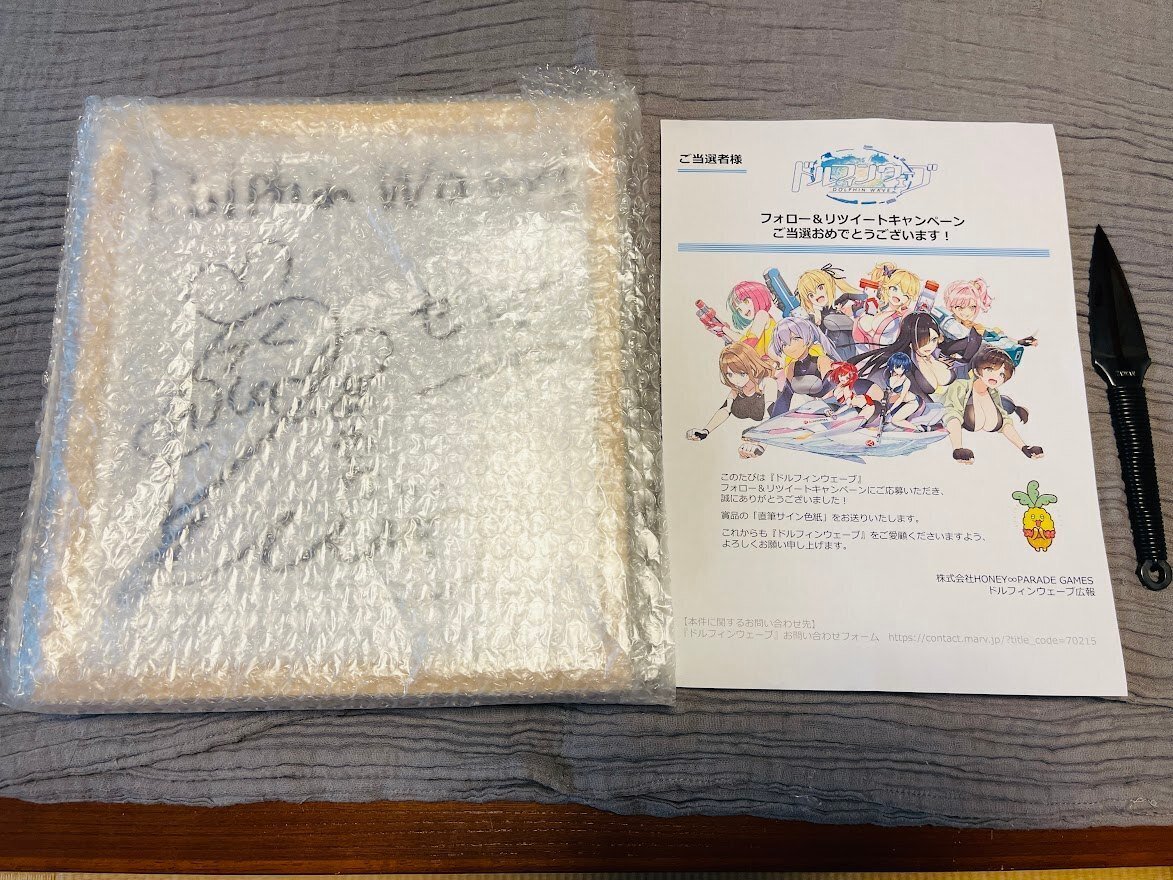 Dolphin Wave
ご当選者様
ドルフィンウェーブ
DOLPHIN WAVE
フォロー＆リツイートキャンペーン
ご当選おめでとうございます！
このたびは『ドルフィンウェーブ』
フォロー＆リツイートキャンペーンにご応募いただき、
誠にありがとうございました！
賞品の「直筆サイン色紙」をお送りいたします。
これからも『ドルフィンウェーブ』をご愛顧くださいますよう、
よろしくお願い申し上げます。
株式会社HONEY∞PARADE GAMES
ドルフィンウェーブ広報
【本件に関するお問い合わせ先】
『ドルフィンウェーブ』お問い合わせフォーム　https://contact.marv.jp/?title_code=70215